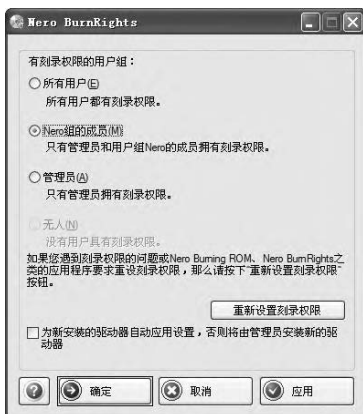 Nero BurnRights
有刻录权限的用户组：
所有用户(E)
所有用户都有刻录权限。
Nero组的成员(M)
只有管理员和用户组Nero的成员拥有刻录权限。
管理员(A)
只有管理员拥有刻录权限。
无人(N)
没有用户具有刻录权限。
如果您遇到刻录权限的问题或Nero Burning ROM、Nero BurnRights之
类的应用程序要求重设刻录权限，那么请按下"重新设置刻录权限"
按钮。
重新设置刻录权限
为新安装的驱动器自动应用设置，否则将由管理员安装新的驱
动器
确定
取消
应用